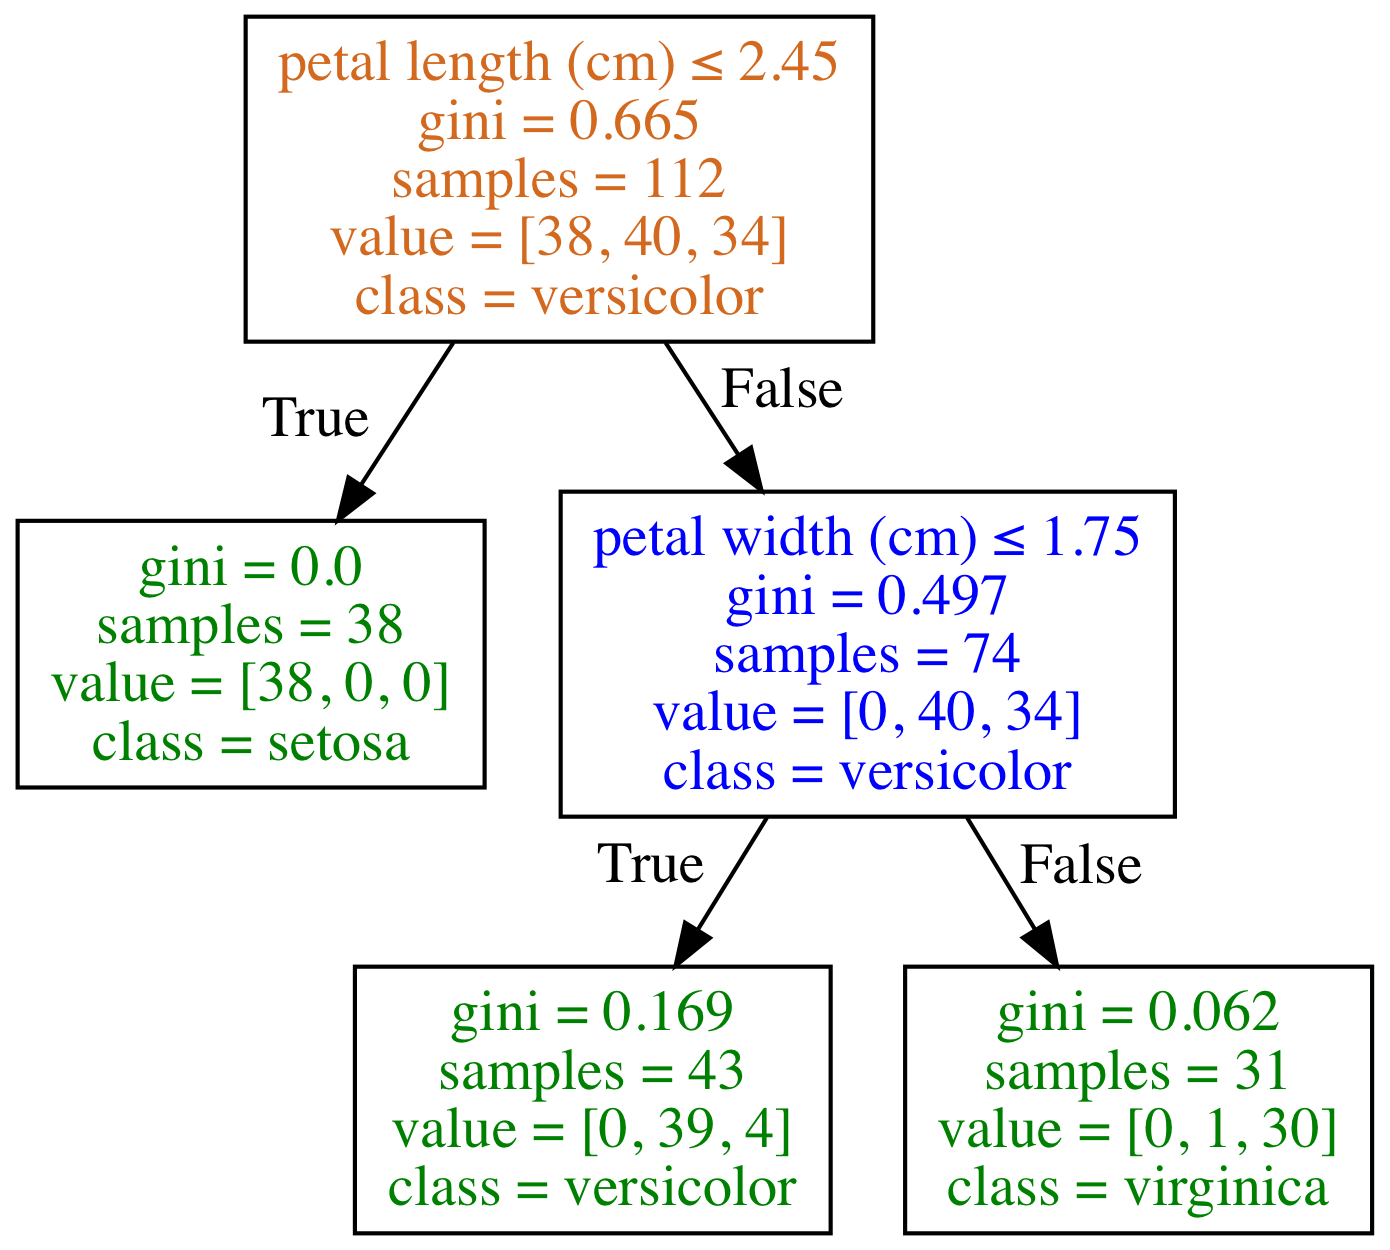 petal length (cm) ≤ 2.45
gini = 0.665
samples = 112
value = [38, 40, 34]
class = versicolor
True
False
gini = 0.0
samples = 38
value = [38, 0, 0]
class = setosa
petal width (cm) ≤ 1.75
gini = 0.497
samples = 74
value = [0, 40, 34]
class = versicolor
True
False
gini = 0.169
samples = 43
value = [0, 39, 4]
class = versicolor
gini = 0.062
samples = 31
value = [0, 1, 30]
class = virginica